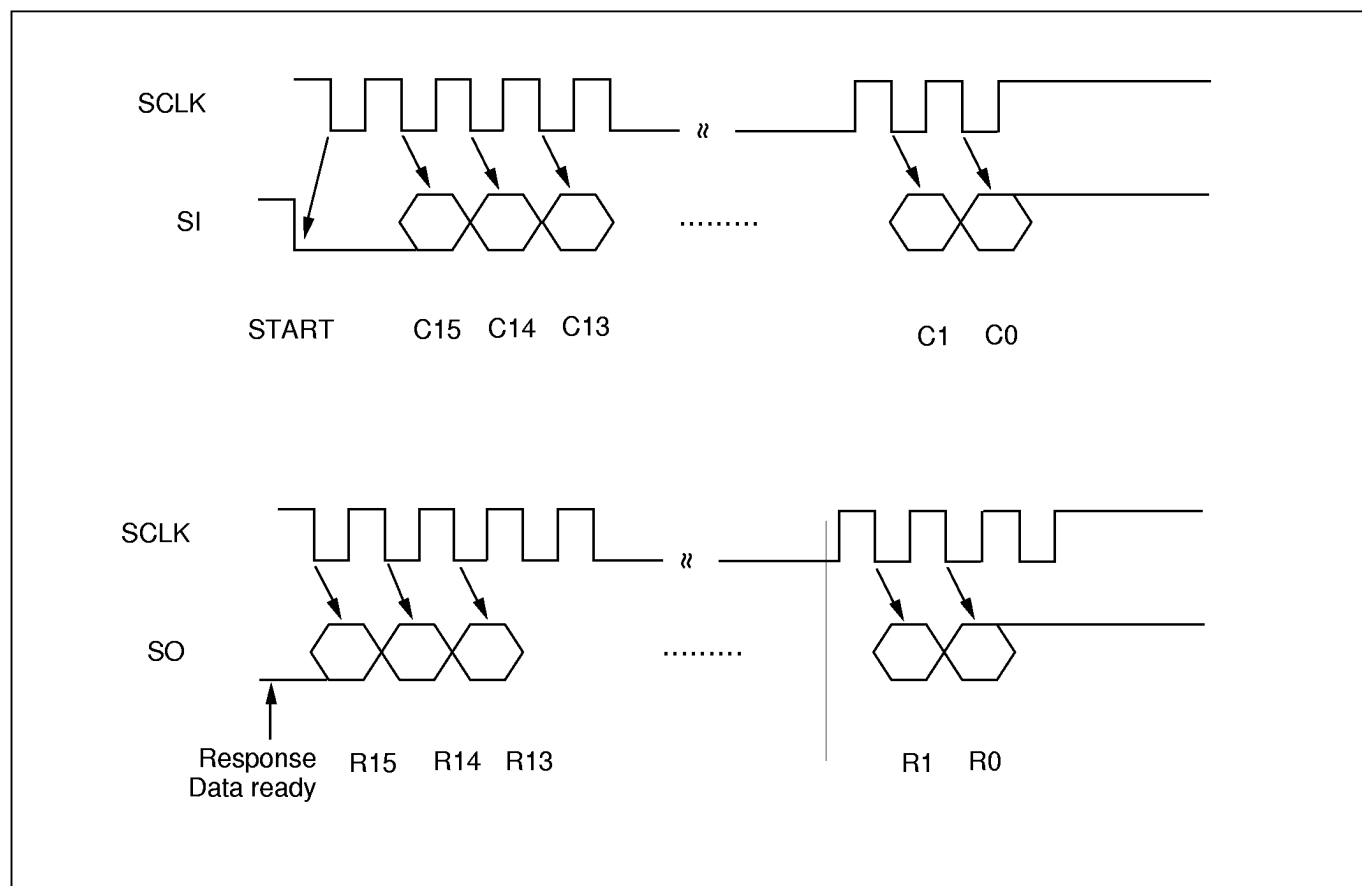 SCLK
≈
SI
.........
START C15 C14 C13 C1 C0
SCLK
≈
SO
.........
Response
Data ready
R15 R14 R13 R1 R0